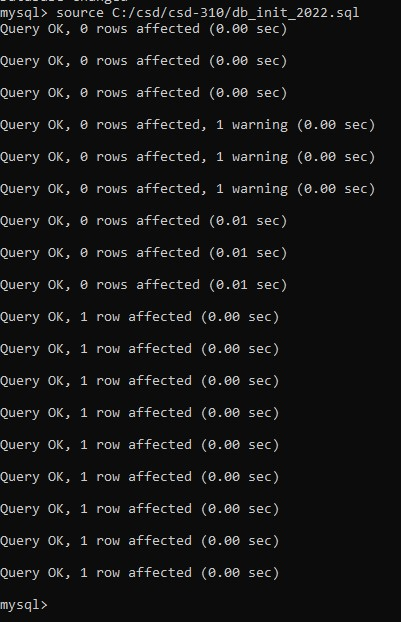 Database changed
mysql> source C:/csd/csd-310/db_init_2022.sql
Query OK, 0 rows affected (0.00 sec)
Query OK, 0 rows affected (0.00 sec)
Query OK, 0 rows affected (0.00 sec)
Query OK, 0 rows affected, 1 warning (0.00 sec)
Query OK, 0 rows affected, 1 warning (0.00 sec)
Query OK, 0 rows affected, 1 warning (0.00 sec)
Query OK, 0 rows affected (0.01 sec)
Query OK, 0 rows affected (0.01 sec)
Query OK, 0 rows affected (0.01 sec)
Query OK, 1 row affected (0.00 sec)
Query OK, 1 row affected (0.00 sec)
Query OK, 1 row affected (0.00 sec)
Query OK, 1 row affected (0.00 sec)
Query OK, 1 row affected (0.00 sec)
Query OK, 1 row affected (0.00 sec)
Query OK, 1 row affected (0.00 sec)
Query OK, 1 row affected (0.00 sec)
Query OK, 1 row affected (0.00 sec)
mysql>